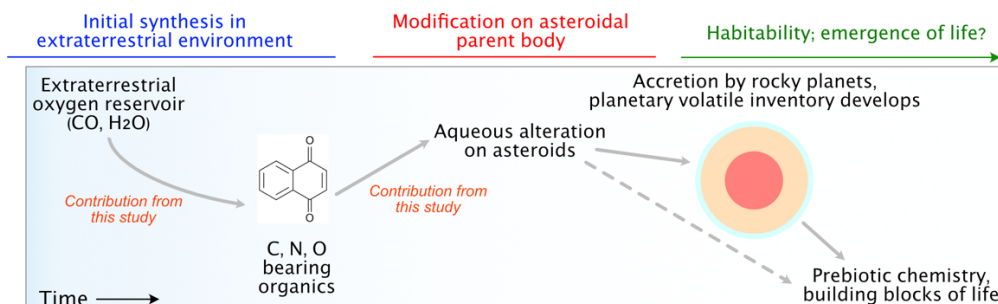 Initial synthesis in
extraterrestrial environment
Modification on asteroidal
parent body
Habitability; emergence of life?
Extraterrestrial
oxygen reservoir
(CO, H2O)
Contribution from
this study
O
O
C, N, O
bearing
organics
Contribution from
this study
Aqueous alteration
on asteroids
Accretion by rocky planets,
planetary volatile inventory develops
Prebiotic chemistry,
building blocks of life
Time